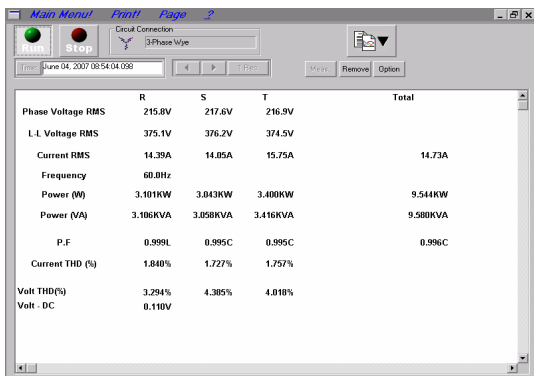 Main Menu! Print! Page ?
Run Stop
Circuit Connection
3-Phase Wye
Time: June 04, 2007 08:54:04.098
T-Res.
Meas. Remove Option
R S T Total
Phase Voltage RMS 215.8V 217.6V 216.9V
L-L Voltage RMS 375.1V 376.2V 374.5V
Current RMS 14.39A 14.05A 15.75A 14.73A
Frequency 60.0Hz
Power (W) 3.101KW 3.043KW 3.400KW 9.544KW
Power (VA) 3.106KVA 3.058KVA 3.416KVA 9.580KVA
P.F 0.999L 0.995C 0.995C 0.996C
Current THD (%) 1.840% 1.727% 1.757%
Volt THD(%) 3.294% 4.385% 4.018%
Volt - DC 0.110V